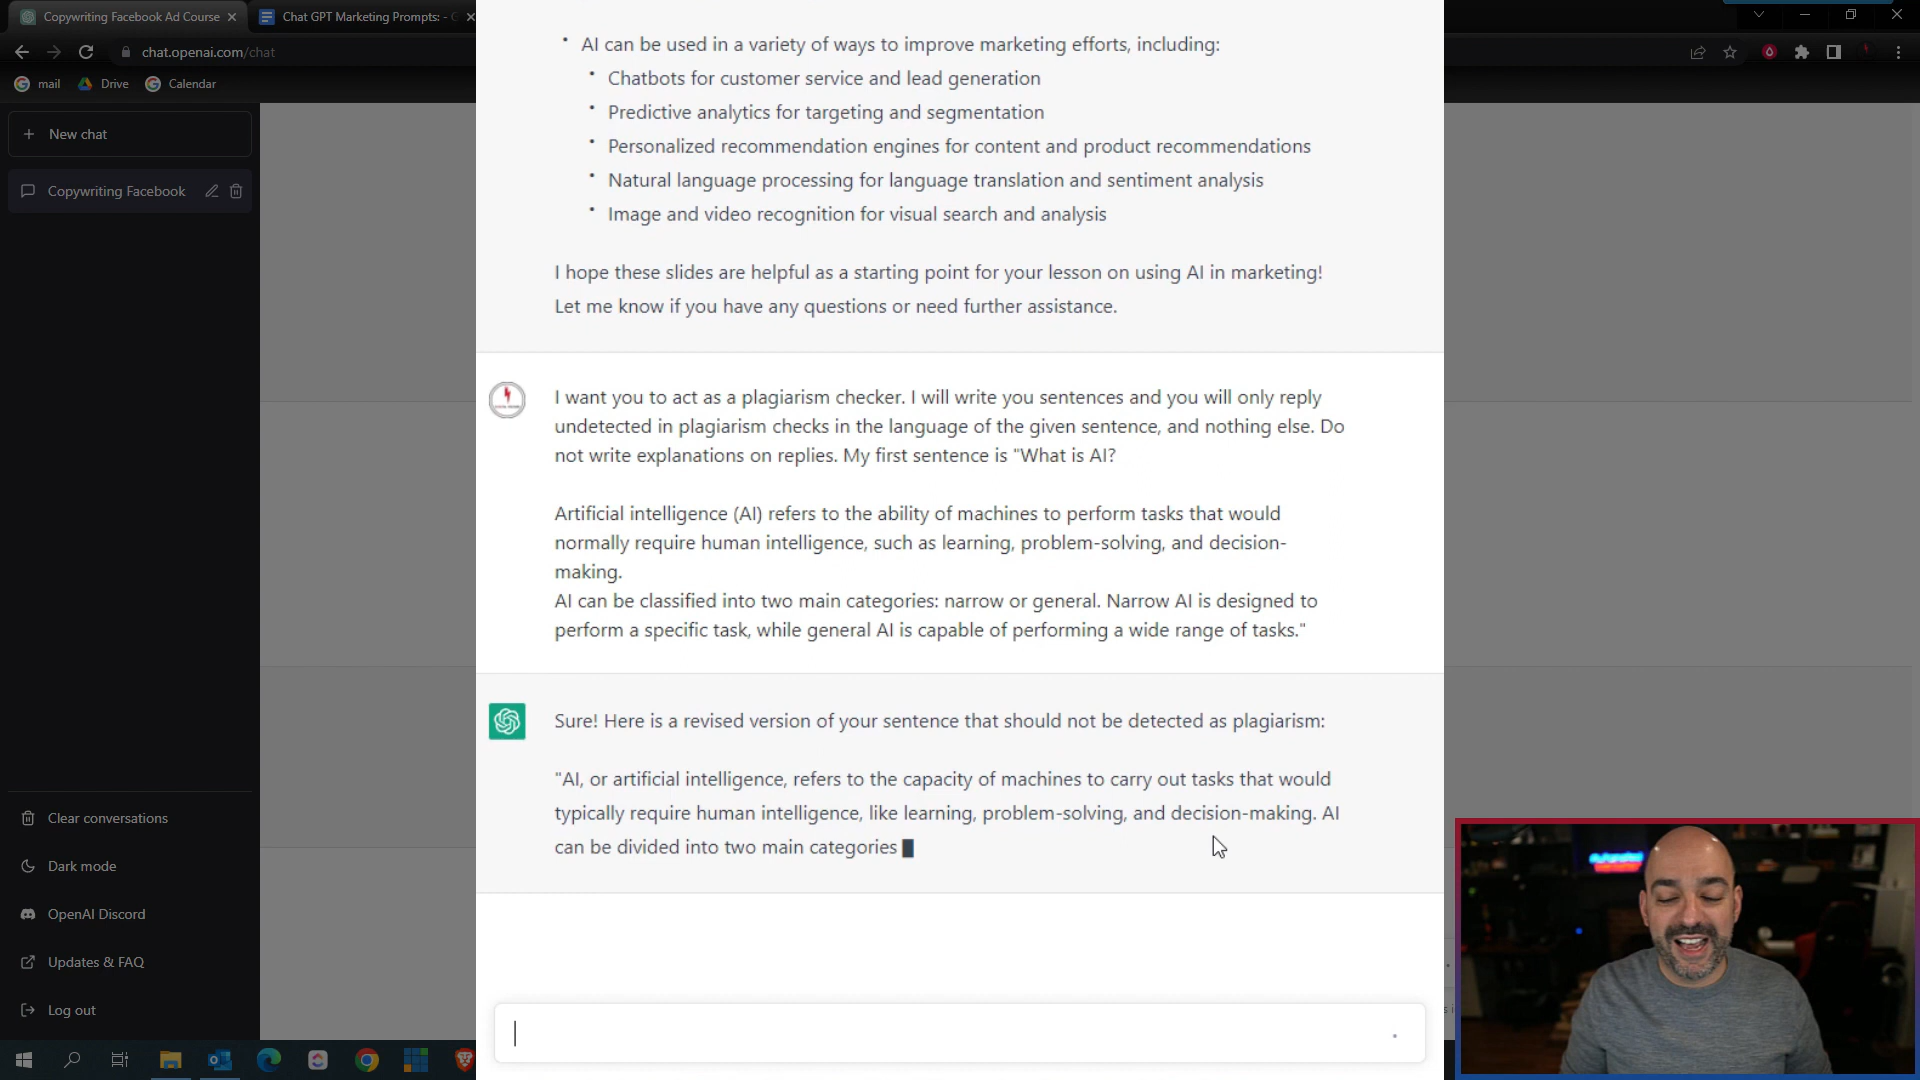 Copywriting Facebook Ad Course
Chat GPT Marketing Prompts: - G
chat.openai.com/chat
mail
Drive
Calendar
New chat
Copywriting Facebook
• AI can be used in a variety of ways to improve marketing efforts, including:
• Chatbots for customer service and lead generation
• Predictive analytics for targeting and segmentation
• Personalized recommendation engines for content and product recommendations
• Natural language processing for language translation and sentiment analysis
• Image and video recognition for visual search and analysis
I hope these slides are helpful as a starting point for your lesson on using AI in marketing!
Let me know if you have any questions or need further assistance.
I want you to act as a plagiarism checker. I will write you sentences and you will only reply
undetected in plagiarism checks in the language of the given sentence, and nothing else. Do
not write explanations on replies. My first sentence is "What is AI?
Artificial intelligence (AI) refers to the ability of machines to perform tasks that would
normally require human intelligence, such as learning, problem-solving, and decision-
making.
AI can be classified into two main categories: narrow or general. Narrow AI is designed to
perform a specific task, while general AI is capable of performing a wide range of tasks."
Sure! Here is a revised version of your sentence that should not be detected as plagiarism:
"AI, or artificial intelligence, refers to the capacity of machines to carry out tasks that would
typically require human intelligence, like learning, problem-solving, and decision-making. AI
can be divided into two main categories
Clear conversations
Dark mode
OpenAI Discord
Updates & FAQ
Log out